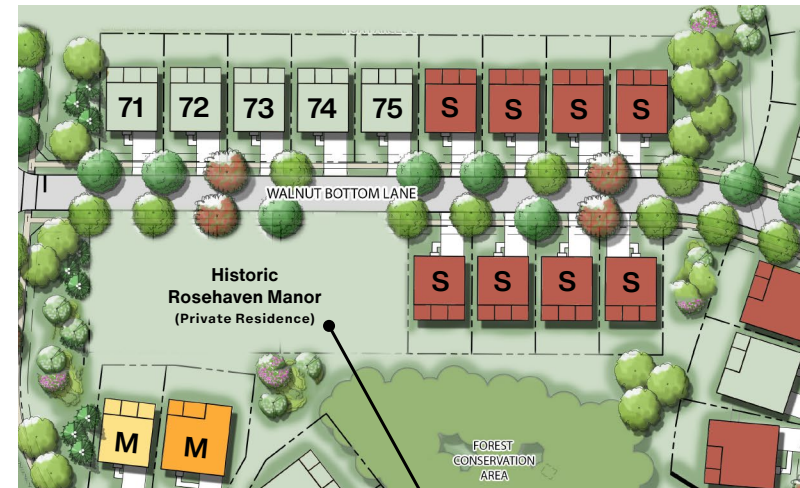 71 72 73 74 75 S S S S
WALNUT BOTTOM LANE
S S S S
Historic
Rosehaven Manor
(Private Residence)
M M
FOREST
CONSERVATION
AREA